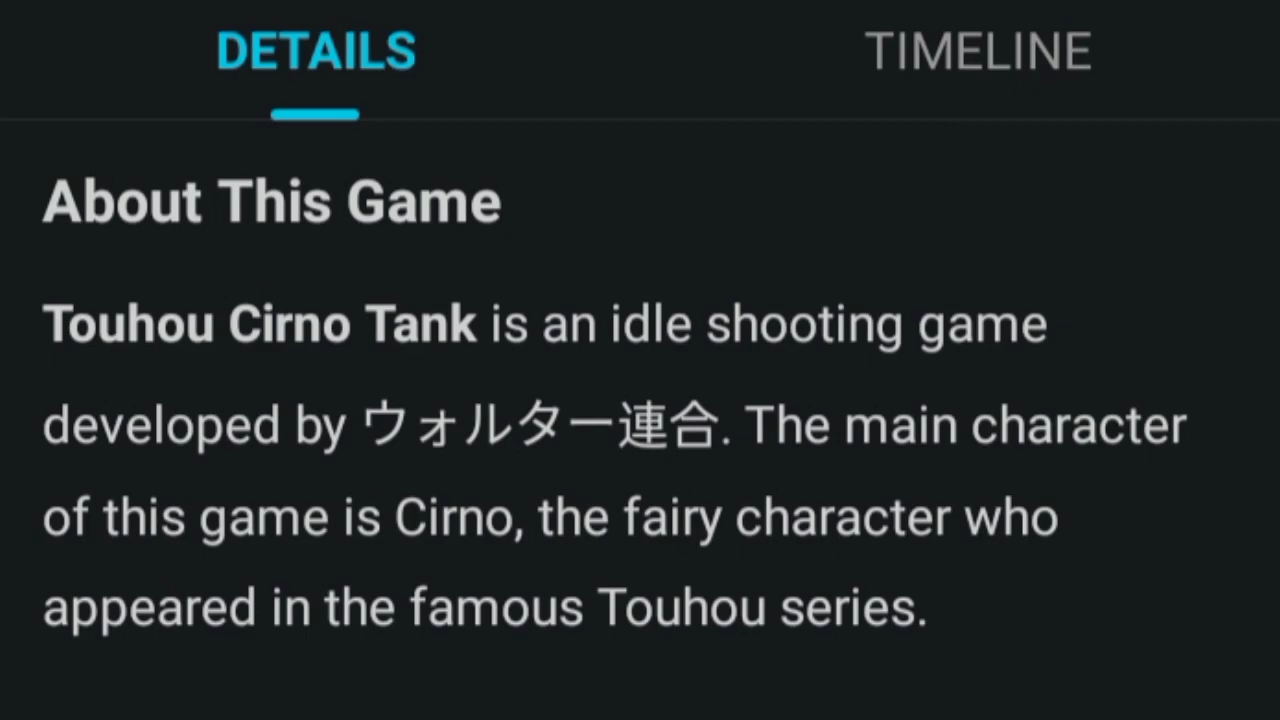 DETAILS TIMELINE
About This Game
Touhou Cirno Tank is an idle shooting game
developed by ウォルター連合. The main character
of this game is Cirno, the fairy character who
appeared in the famous Touhou series.